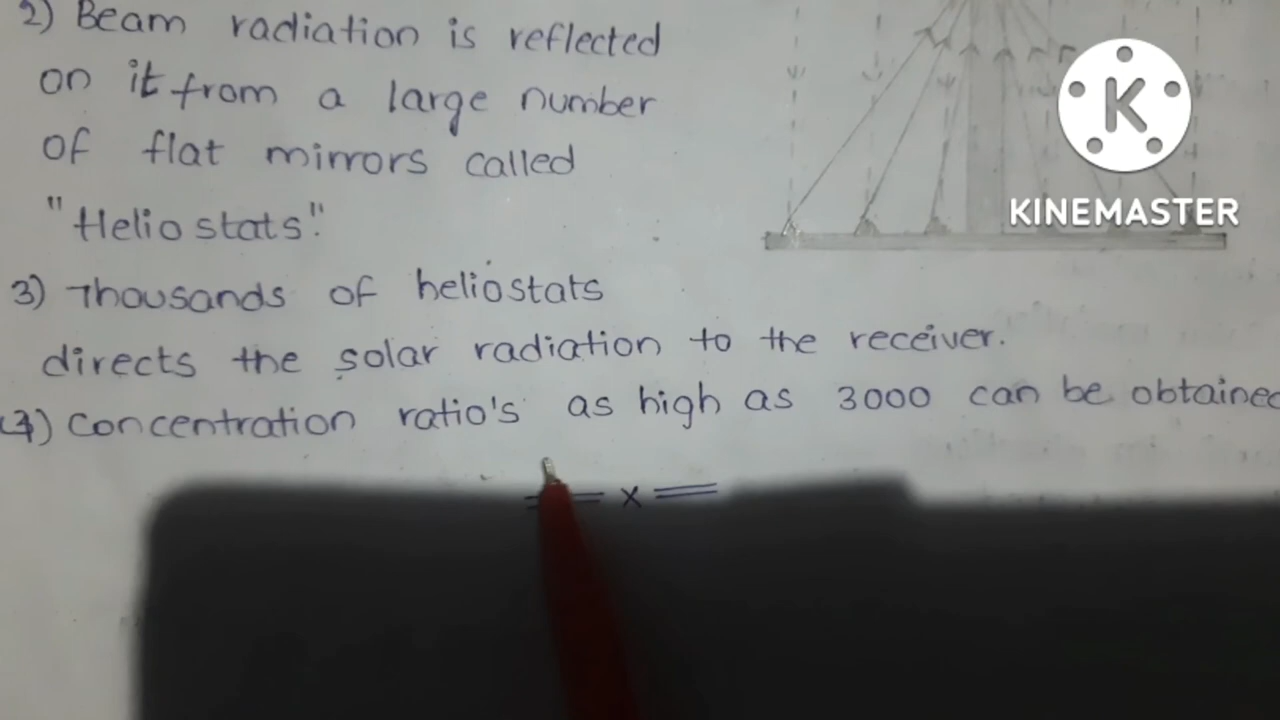 2) Beam radiation is reflected
on it from a large number
of flat mirrors called
"Helio stats".
3) Thousands of heliostats
directs the solar radiation to the receiver.
4) Concentration ratio's as high as 3000 can be obtained
= x =
K
KINEMASTER